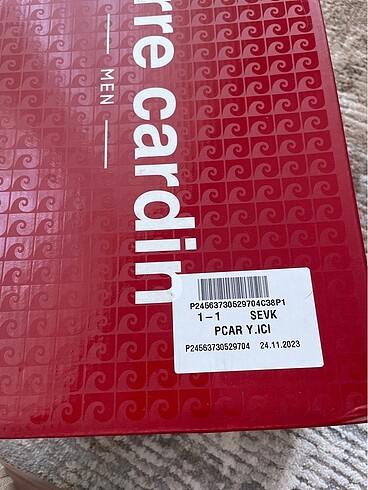 rre cardin
MEN
P24563730529704C38P1
1-1 SEVK
PCAR Y.ICI
P24563730529704 24.11.2023